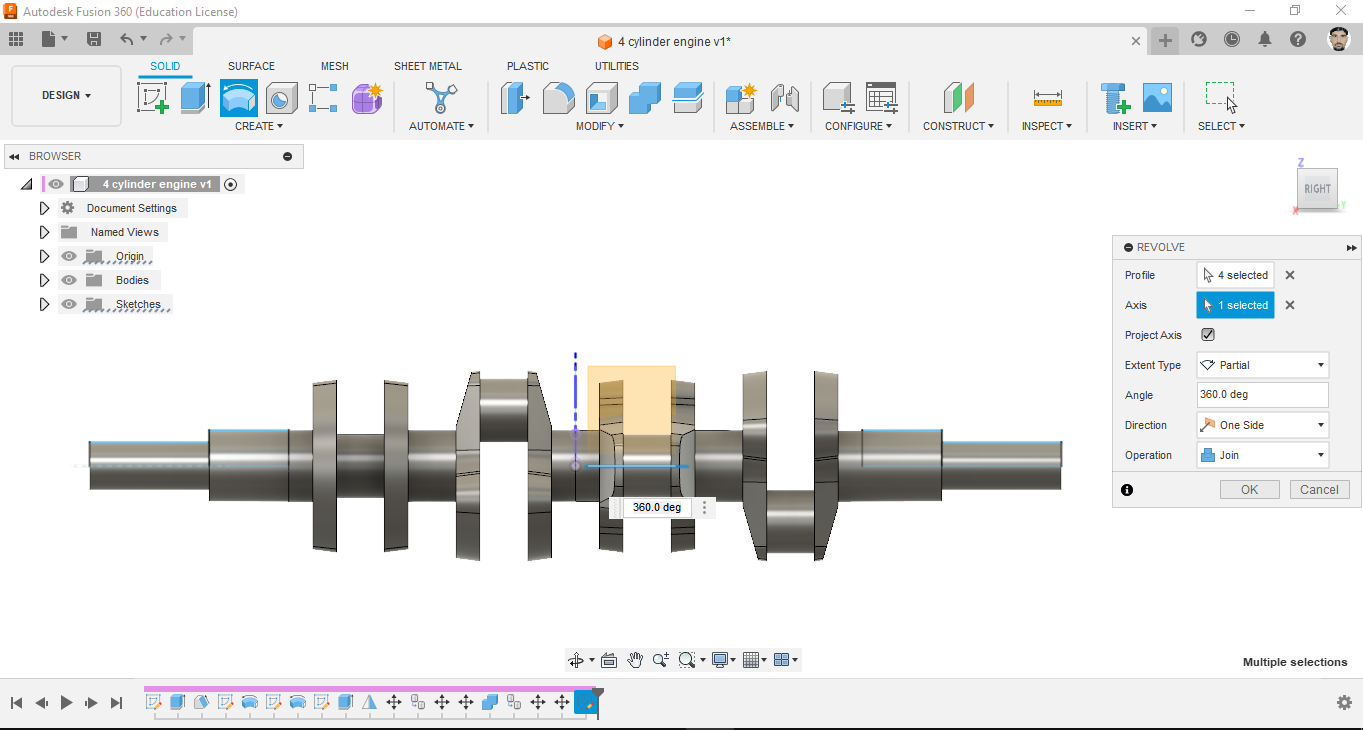 Autodesk Fusion 360 (Education License)
4 cylinder engine v1*
DESIGN
SOLID SURFACE MESH SHEET METAL PLASTIC UTILITIES
CREATE AUTOMATE MODIFY ASSEMBLE CONFIGURE CONSTRUCT INSPECT INSERT SELECT
BROWSER
4 cylinder engine v1
Document Settings
Named Views
Origin
Bodies
Sketches
Z
RIGHT
X
Y
REVOLVE
Profile 4 selected
Axis 1 selected
Project Axis
Extent Type Partial
Angle 360.0 deg
Direction One Side
Operation Join
OK Cancel
360.0 deg
Multiple selections